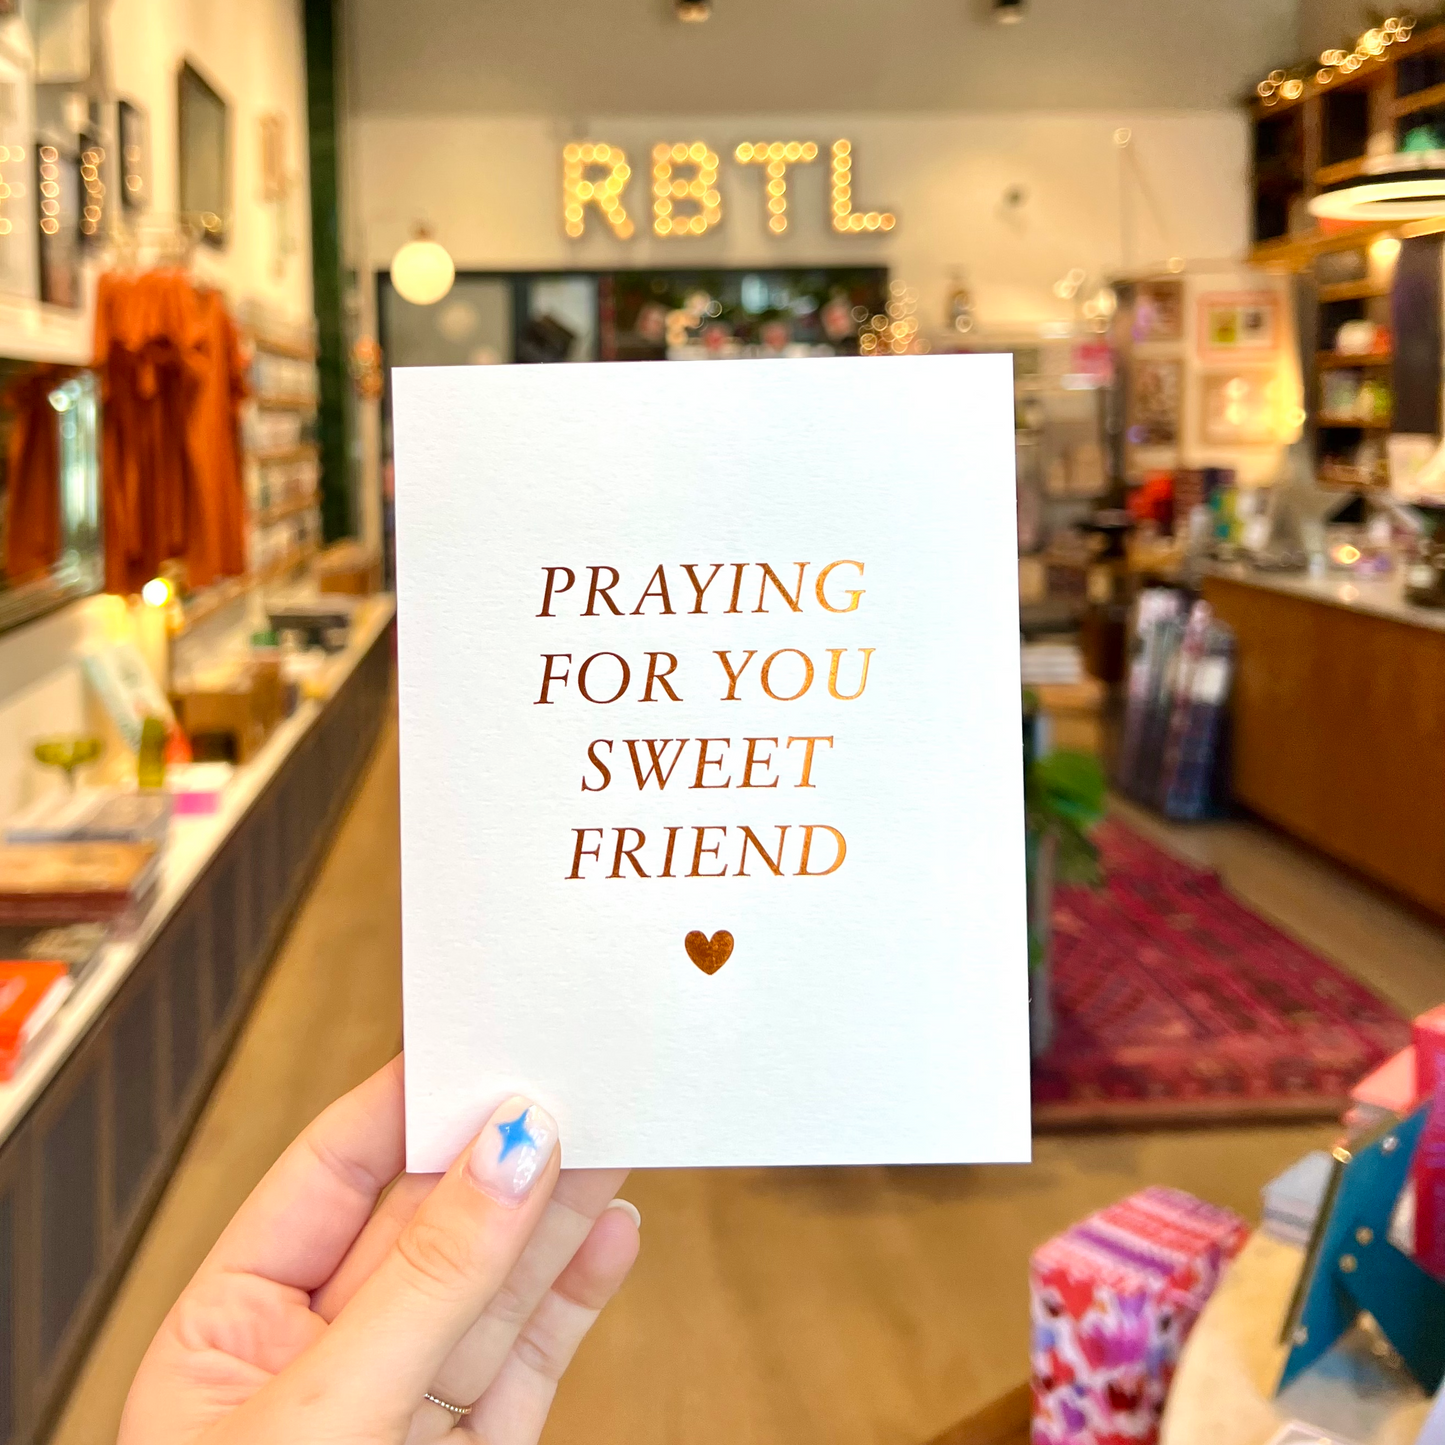 RBTL
PRAYING
FOR YOU
SWEET
FRIEND